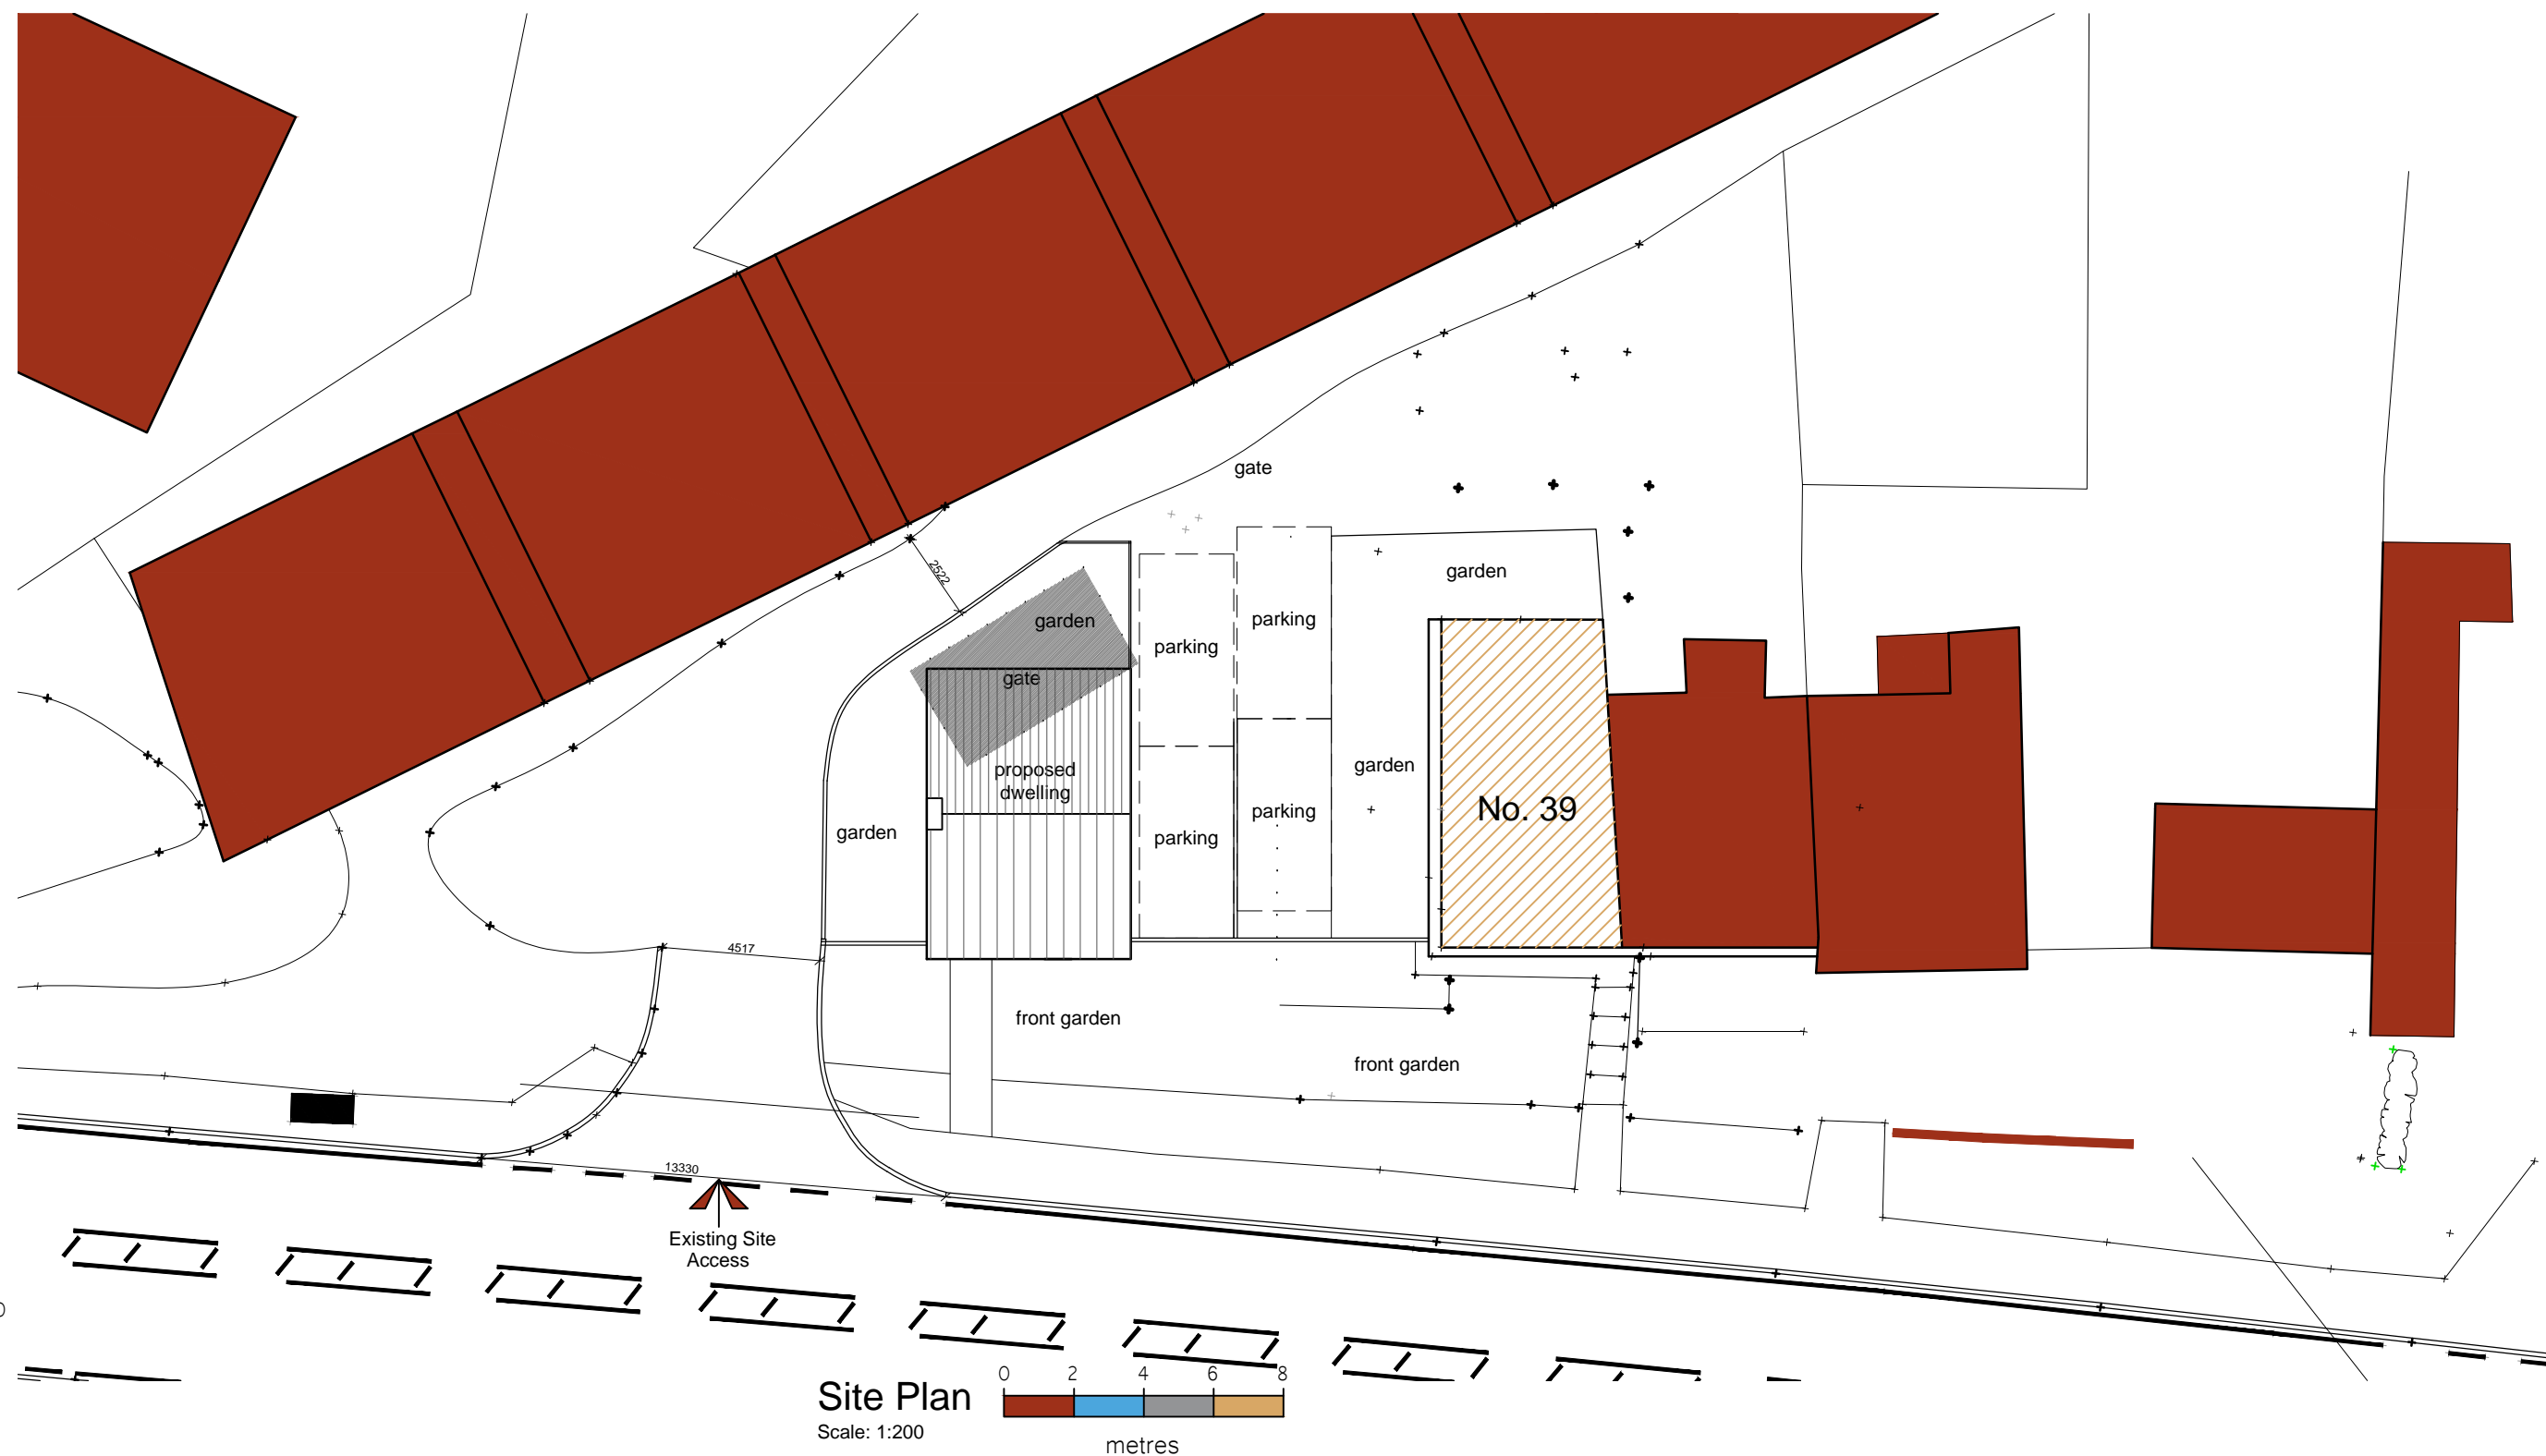 gate
2522
garden
garden
parking
parking
gate
garden
proposed
dwelling
parking
parking
garden
No. 39
4517
front garden
front garden
13330
Existing Site
Access
Site Plan
Scale: 1:200
0 2 4 6 8
metres